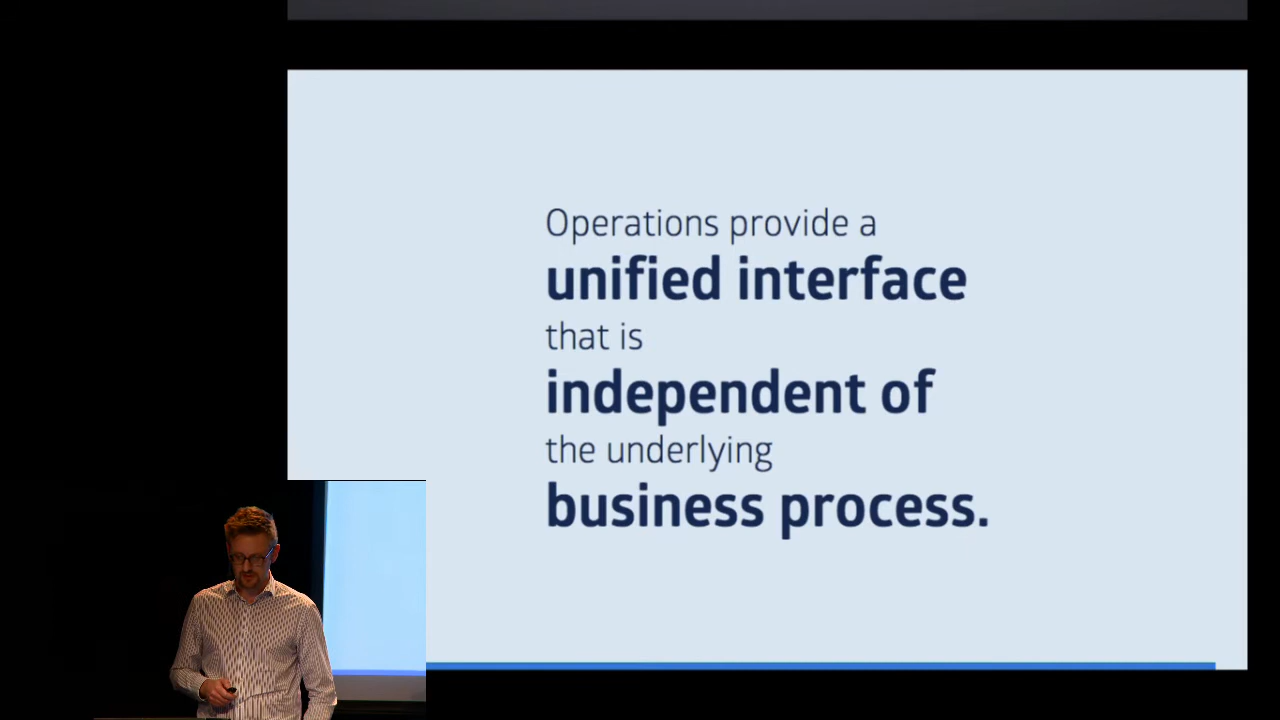 Operations provide a
unified interface
that is
independent of
the underlying
business process.